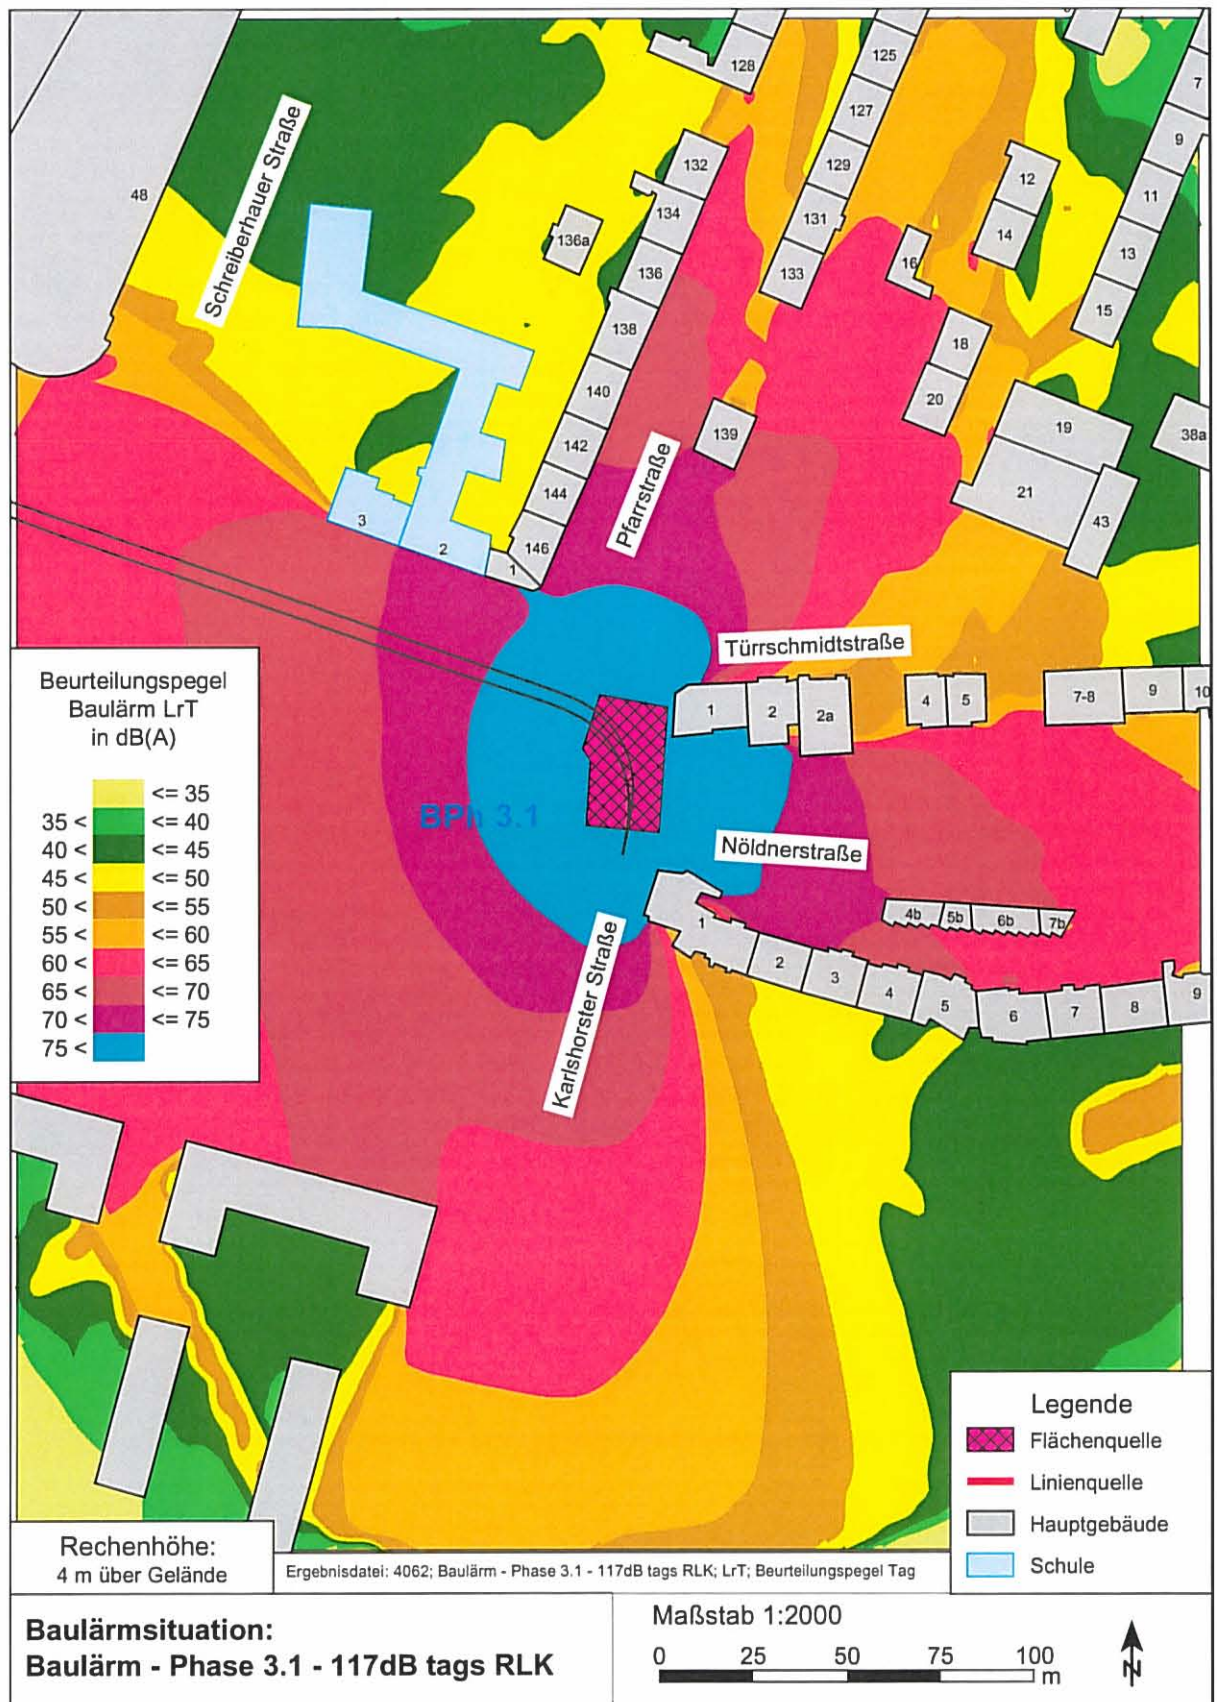 128
125
7
127
9
48
Schreiberhauer Straße
132
129
12
11
134
131
14
136a
13
136
133
16
15
138
18
140
139
20
19
38a
142
Pfarrstraße
21
144
43
3
2
146
1
Türrschmidtstraße
1
2
2a
4
5
7-8
9
10
Beurteilungspegel
Baulärm LrT
in dB(A)
<= 35
35 < <= 40
40 < <= 45
45 < <= 50
50 < <= 55
55 < <= 60
60 < <= 65
65 < <= 70
70 < <= 75
75 <
BPh 3.1
Nöldnerstraße
4b
5b
6b
7b
1
2
3
4
5
6
7
8
9
Karlshorster Straße
Legende
Flächenquelle
Linienquelle
Hauptgebäude
Schule
Rechenhöhe:
4 m über Gelände
Ergebnisdatei: 4062; Baulärm - Phase 3.1 - 117dB tags RLK; LrT; Beurteilungspegel Tag
Baulärmsituation:
Baulärm - Phase 3.1 - 117dB tags RLK
Maßstab 1:2000
0 25 50 75 100
m
N